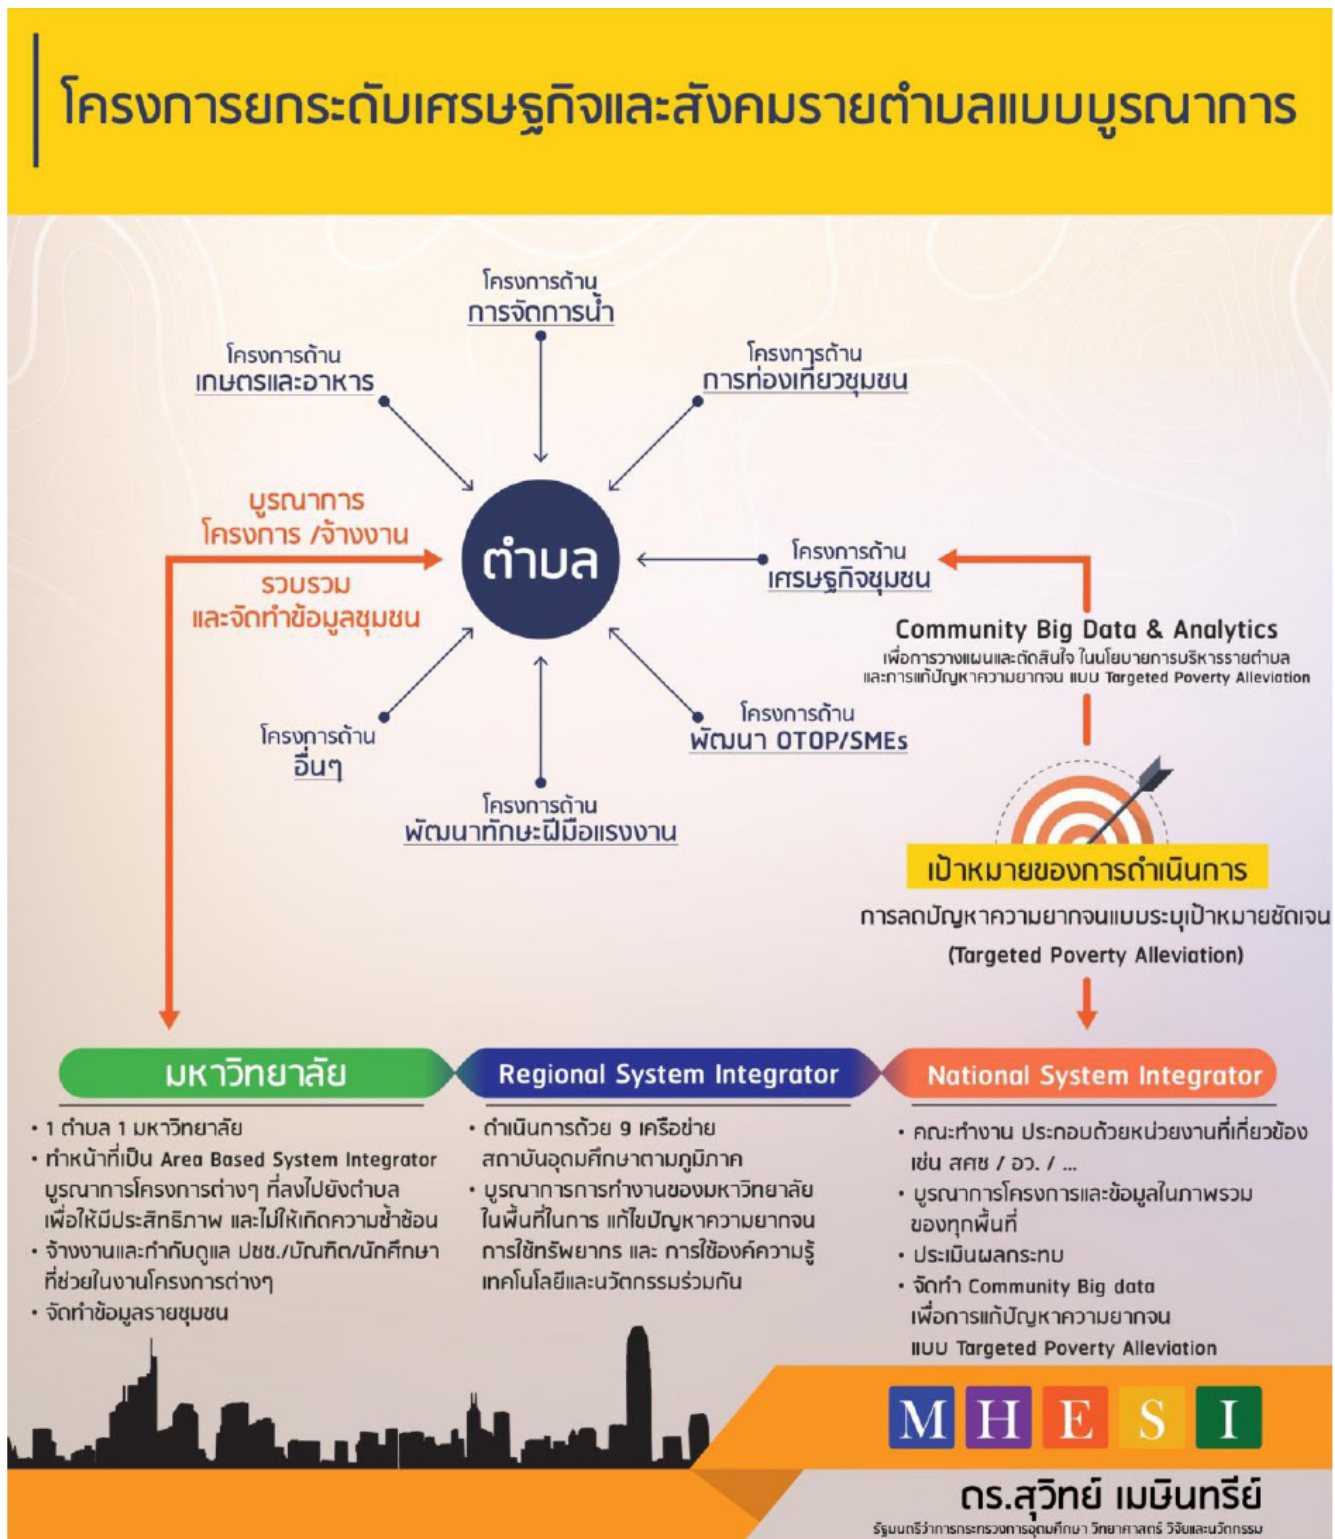 โครงการยกระดับเศรษฐกิจและสังคมรายตำบลแบบบูรณาการ
โครงการด้าน
การจัดการน้ำ
โครงการด้าน
เกษตรและอาหาร
โครงการด้าน
การท่องเที่ยวชุมชน
บูรณาการ
โครงการ /จ้างงาน
รวบรวม
และจัดทำข้อมูลชุมชน
ตำบล
โครงการด้าน
เศรษฐกิจชุมชน
Community Big Data & Analytics
เพื่อการวางแผนและตัดสินใจ ในนโยบายการบริหารรายตำบล
และการแก้ปัญหาความยากจน แบบ Targeted Poverty Alleviation
โครงการด้าน
อื่นๆ
โครงการด้าน
พัฒนา OTOP/SMEs
โครงการด้าน
พัฒนาทักษะฝีมือแรงงาน
เป้าหมายของการดำเนินการ
การลดปัญหาความยากจนแบบระบุเป้าหมายชัดเจน
(Targeted Poverty Alleviation)
มหาวิทยาลัย
• 1 ตำบล 1 มหาวิทยาลัย
• ทำหน้าที่เป็น Area Based System Integrator
บูรณาการโครงการต่างๆ ที่ลงไปยังตำบล
เพื่อให้มีประสิทธิภาพ และไม่ให้เกิดความซ้ำซ้อน
• จ้างงานและกำกับดูแล ปชช./บัณฑิต/นักศึกษา
ที่ช่วยในงานโครงการต่างๆ
• จัดทำข้อมูลรายชุมชน
Regional System Integrator
• ดำเนินการด้วย 9 เครือข่าย
สถาบันอุดมศึกษาตามภูมิภาค
• บูรณาการการทำงานของมหาวิทยาลัย
ในพื้นที่ในการ แก้ไขปัญหาความยากจน
การใช้ทรัพยากร และ การใช้องค์ความรู้
เทคโนโลยีและนวัตกรรมร่วมกัน
National System Integrator
• คณะทำงาน ประกอบด้วยหน่วยงานที่เกี่ยวข้อง
เช่น สศช / อว. / ...
• บูรณาการโครงการและข้อมูลในภาพรวม
ของทุกพื้นที่
• ประเมินผลกระทบ
• จัดทำ Community Big data
เพื่อการแก้ปัญหาความยากจน
แบบ Targeted Poverty Alleviation
M H E S I
ดร.สุวิทย์ เมษินทรีย์
รัฐมนตรีว่าการกระทรวงการอุดมศึกษา วิทยาศาสตร์ วิจัยและนวัตกรรม